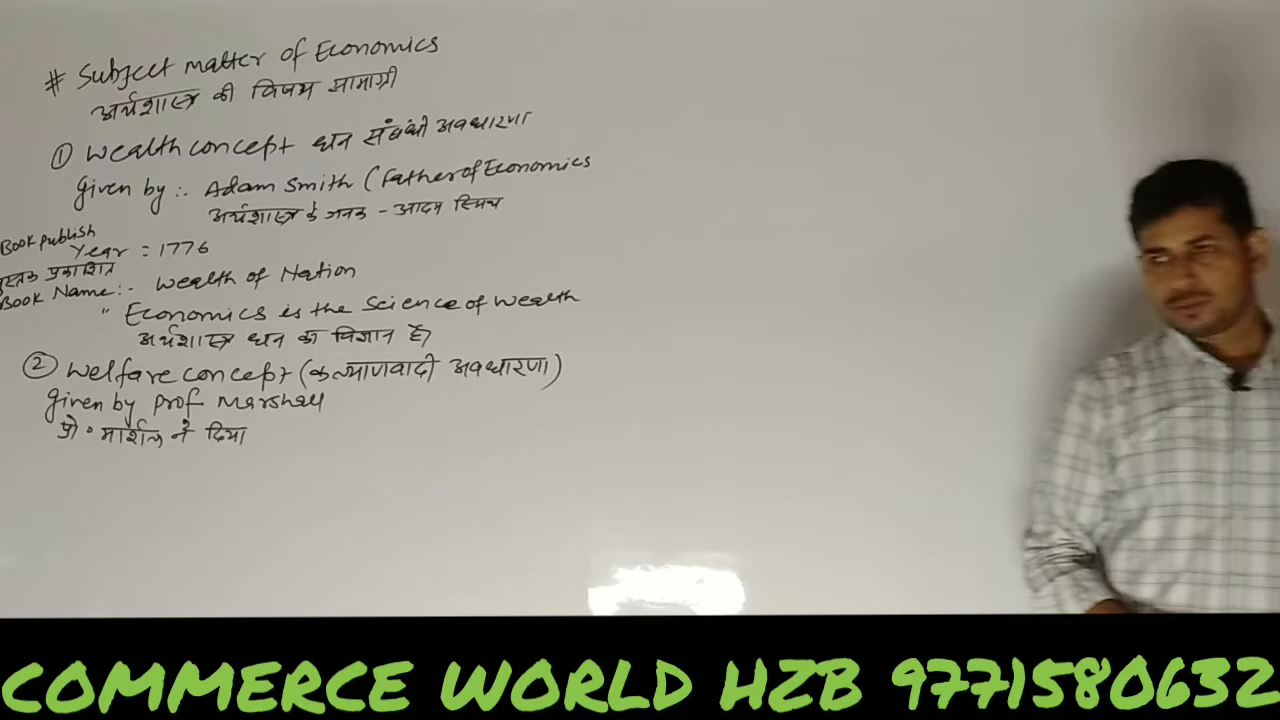 # Subject matter of Economics
अर्थशास्त्र की विषय सामाग्री
① Wealth concept धन संबंधी अवधारणा
Given by :- Adam Smith (Father of Economics
अर्थशास्त्र के जनक - आदम स्मिथ
Book publish
Year = 1776
पुस्तक प्रकाशित
Book Name :- Wealth of Nation
" Economics is the Science of Wealth
अर्थशास्त्र धन का विज्ञान है
② Welfare concept (कल्याणवादी अवधारणा)
Given by Prof Marshall
प्रो० मार्शल ने दिया
COMMERCE WORLD HZB 9771580632